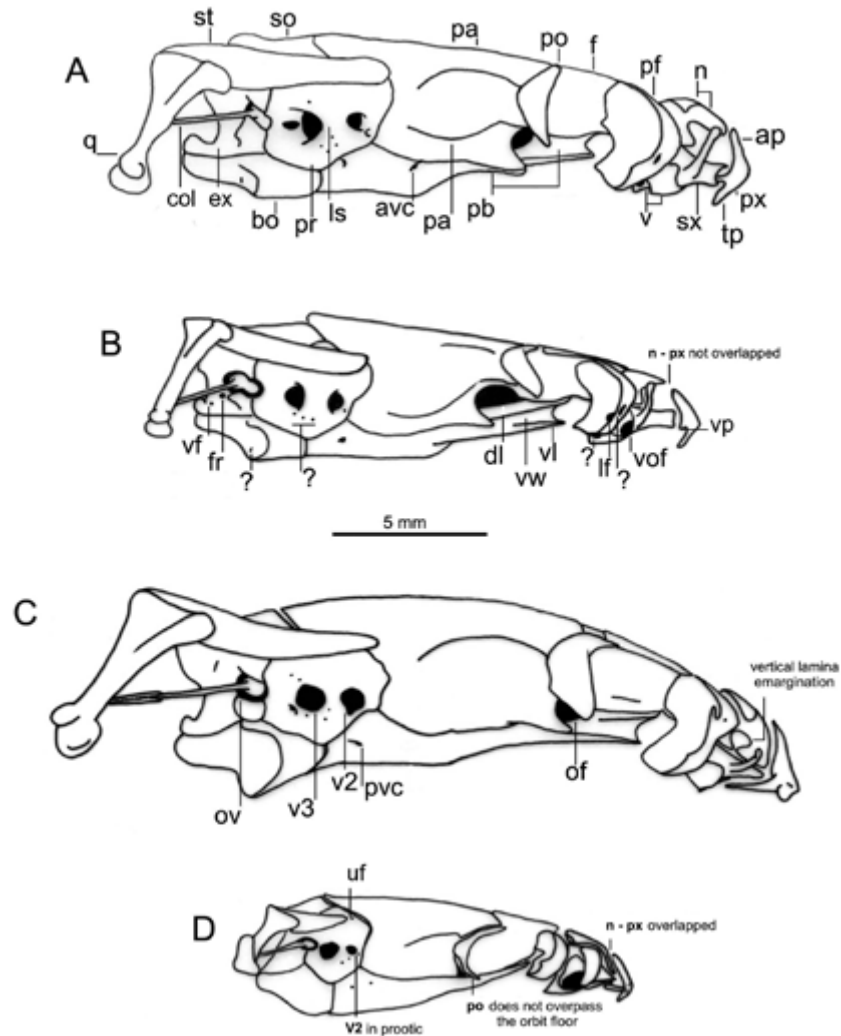 st
so
pa
po
f
pf
n
A
ap
q
col
ex
bo
pr
ls
avc
pa
pb
v
sx
px
tp
B
n - px not overlapped
vf
fr
?
?
dl
vw
vl
?
lf
?
vof
vp
5 mm
C
vertical lamina
emargination
ov
v3
v2
pvc
of
uf
D
n - px overlapped
V2 in prootic
po does not overpass
the orbit floor